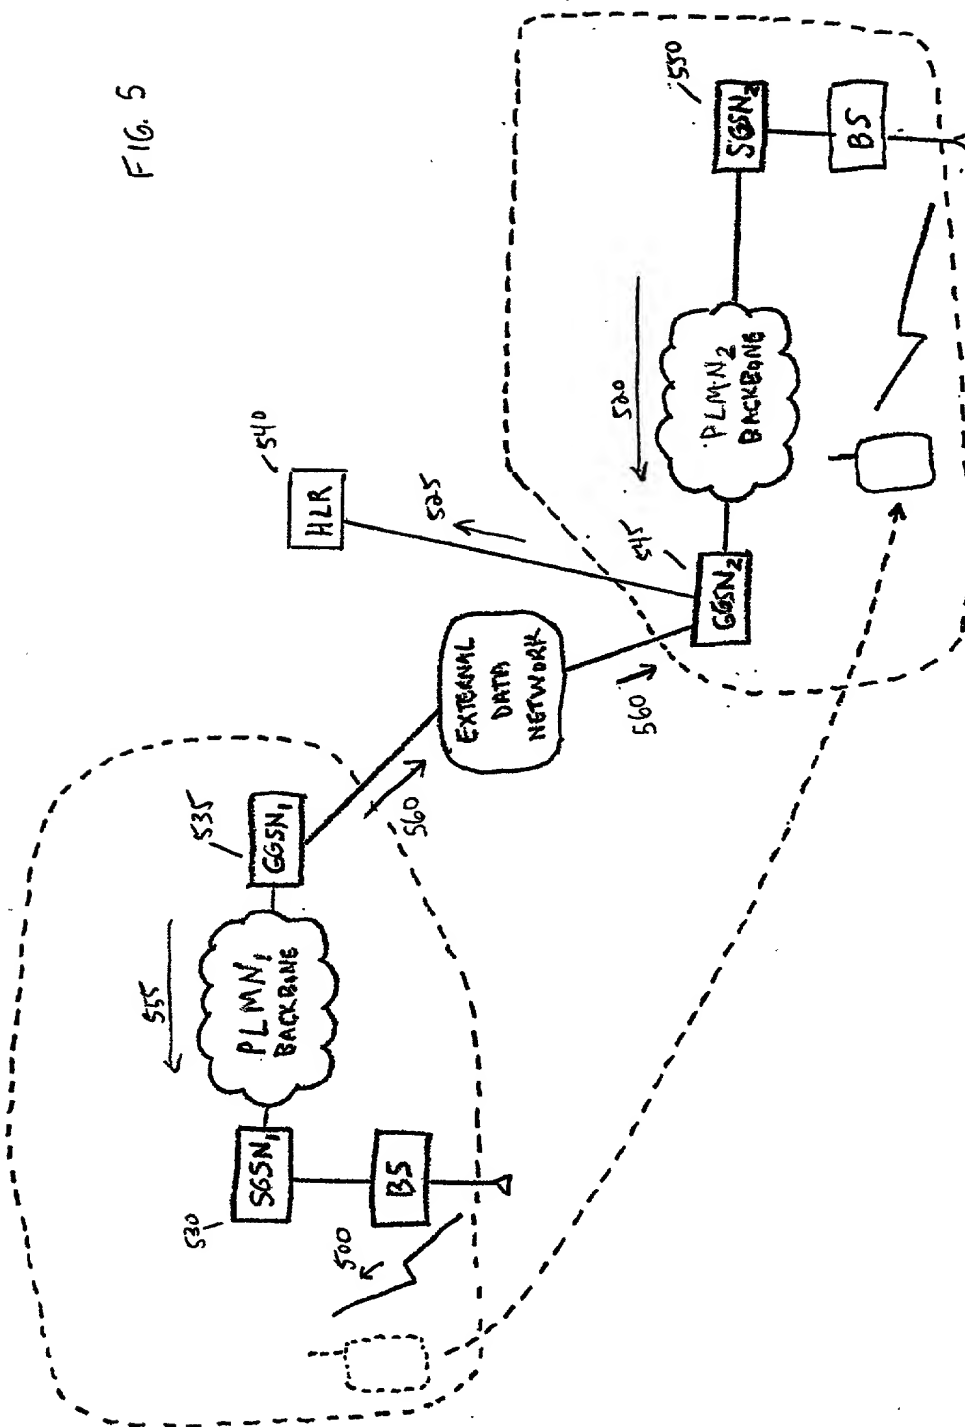 FIG. 5
555
530
535
SGSN₁
PLMN₁
BACKBONE
GGSN₁
540
HLR
500
BS
560
525
EXTERNAL
DATA
NETWORK
520
545
560
550
GGSN₂
PLMN₂
BACKBONE
SGSN₂
BS